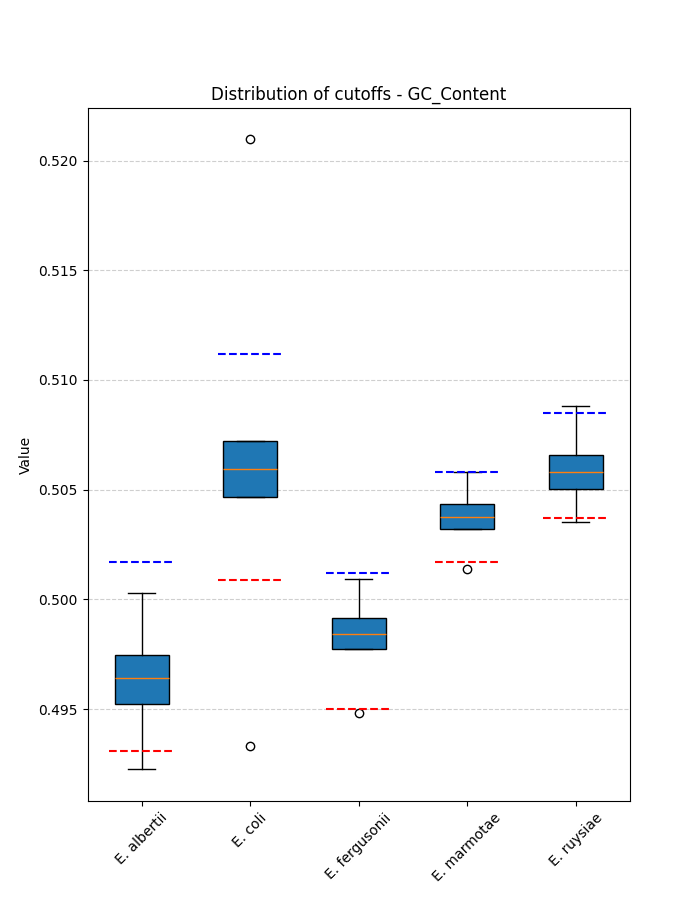 Distribution of cutoffs - GC_Content
Value
0.520
0.515
0.510
0.505
0.500
0.495
E. albertii
E. coli
E. fergusonii
E. marmotae
E. ruysiae